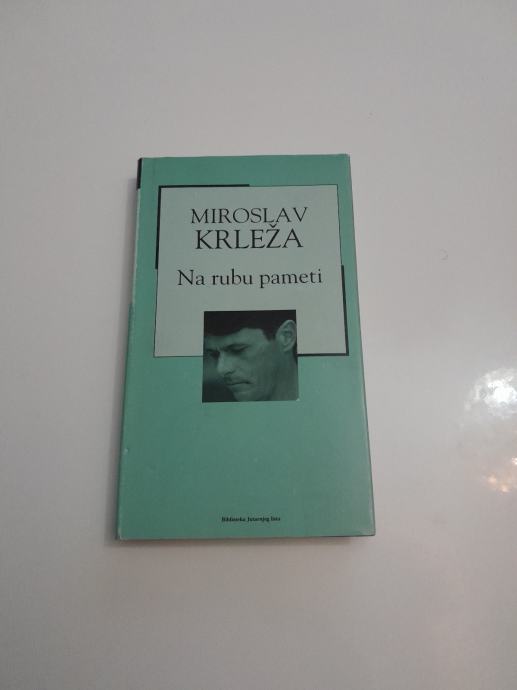 MIROSLAV
KRLEŽA
Na rubu pameti
Biblioteka Jutarnjeg lista